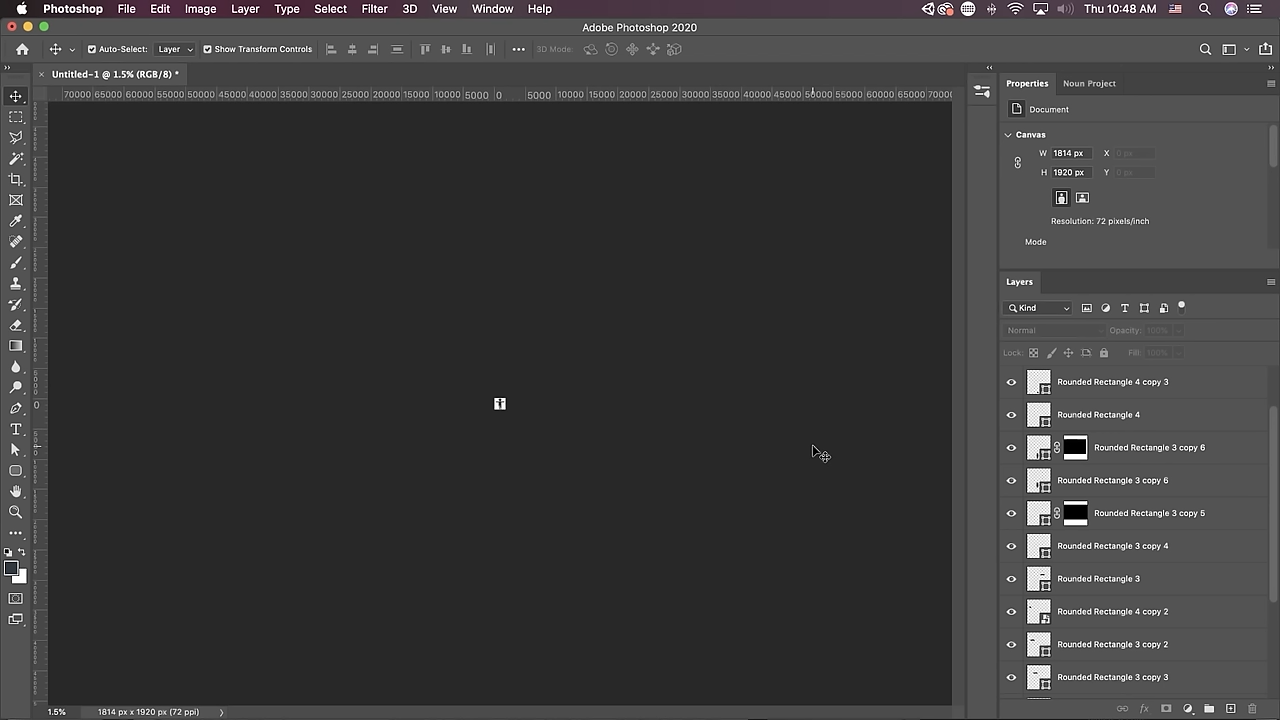 Photoshop File Edit Image Layer Type Select Filter 3D View Window Help Thu 10:48 AM
Adobe Photoshop 2020
Auto-Select: Layer Show Transform Controls 3D Mode:
× Untitled-1 @ 1.5% (RGB/8) * Properties Noun Project
70000 65000 60000 55000 50000 45000 40000 35000 30000 25000 20000 15000 10000 5000 0 5000 10000 15000 20000 25000 30000 35000 40000 45000 50000 55000 60000 65000 70000
Document
Canvas
W 1814 px X 0 px
H 1920 px Y 0 px
Resolution: 72 pixels/inch
Mode
Layers
Kind
Normal Opacity: 100%
Lock: Fill: 100%
Rounded Rectangle 4 copy 3
Rounded Rectangle 4
Rounded Rectangle 3 copy 6
Rounded Rectangle 3 copy 6
Rounded Rectangle 3 copy 5
Rounded Rectangle 3 copy 4
Rounded Rectangle 3
Rounded Rectangle 4 copy 2
Rounded Rectangle 3 copy 2
Rounded Rectangle 3 copy 3
1.5% 1814 px x 1920 px (72 ppi)